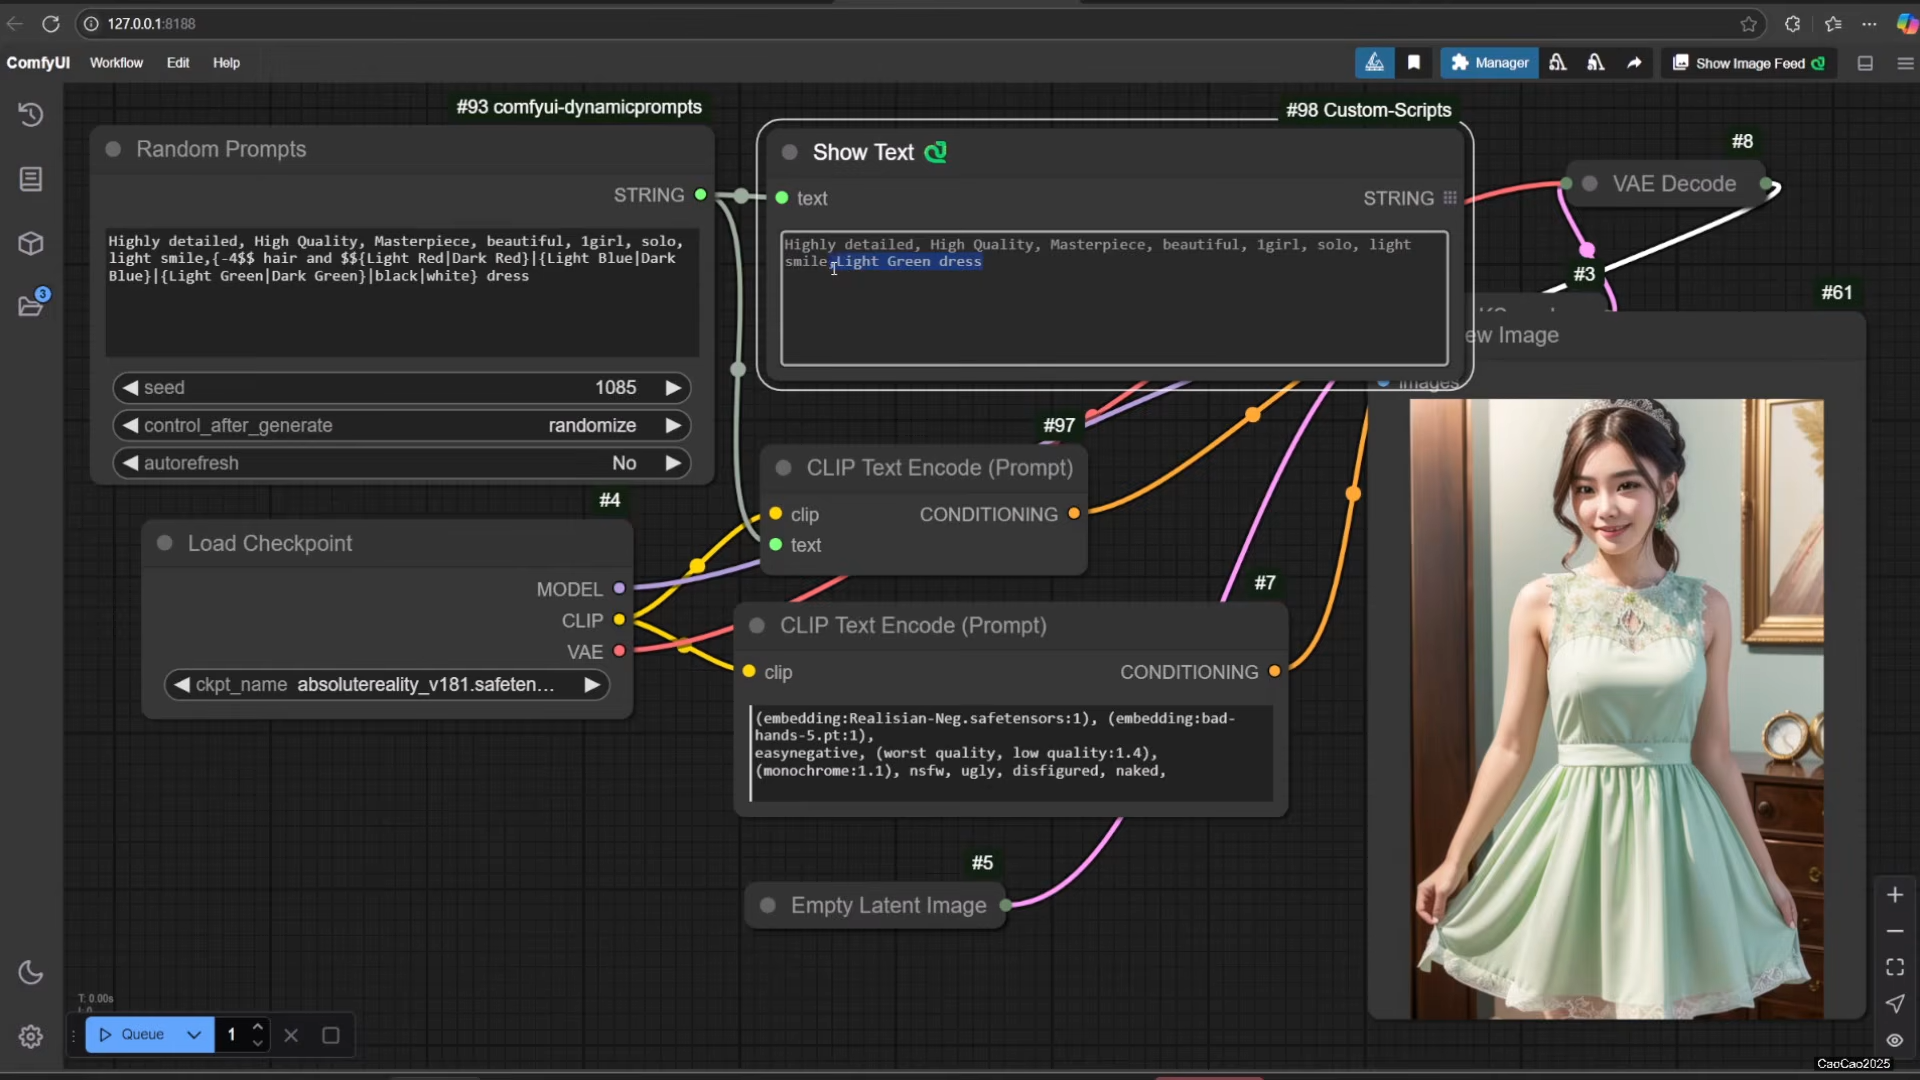 127.0.0.1:8188
ComfyUI Workflow Edit Help
Manager
Show Image Feed
3
#93 comfyui-dynamicprompts
Random Prompts
STRING
Highly detailed, High Quality, Masterpiece, beautiful, 1girl, solo,
light smile,{-4$$ hair and $${Light Red|Dark Red}|{Light Blue|Dark
Blue}|{Light Green|Dark Green}|black|white} dress
seed 1085
control_after_generate randomize
autorefresh No
#98 Custom-Scripts
Show Text
text STRING
Highly detailed, High Quality, Masterpiece, beautiful, 1girl, solo, light
smile,Light Green dress
#8
VAE Decode
#3
#61
ew Image
images
#97
CLIP Text Encode (Prompt)
clip CONDITIONING
text
#4
Load Checkpoint
MODEL
CLIP
VAE
ckpt_name absolutereality_v181.safeten...
#7
CLIP Text Encode (Prompt)
clip CONDITIONING
(embedding:Realisian-Neg.safetensors:1), (embedding:bad-
hands-5.pt:1),
easynegative, (worst quality, low quality:1.4),
(monochrome:1.1), nsfw, ugly, disfigured, naked,
#5
Empty Latent Image
T: 0.00s
Queue 1
CaoCao2025